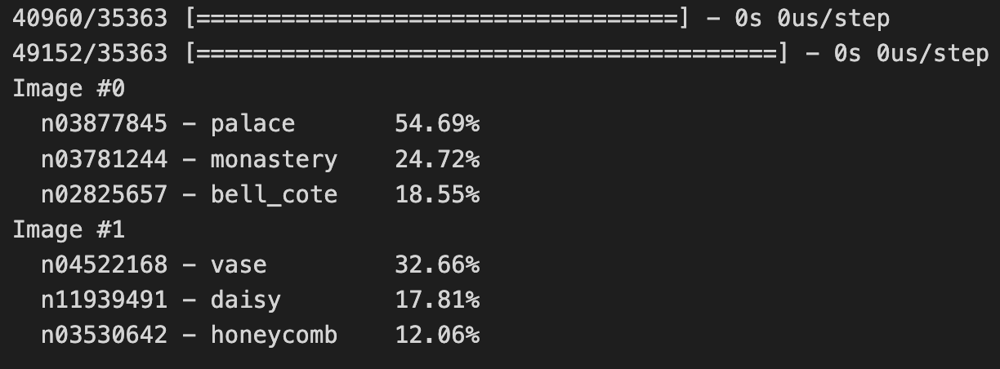 40960/35363 [==================================] - 0s 0us/step
49152/35363 [=========================================] - 0s 0us/step
Image #0
  n03877845 - palace       54.69%
  n03781244 - monastery    24.72%
  n02825657 - bell_cote    18.55%
Image #1
  n04522168 - vase         32.66%
  n11939491 - daisy        17.81%
  n03530642 - honeycomb    12.06%